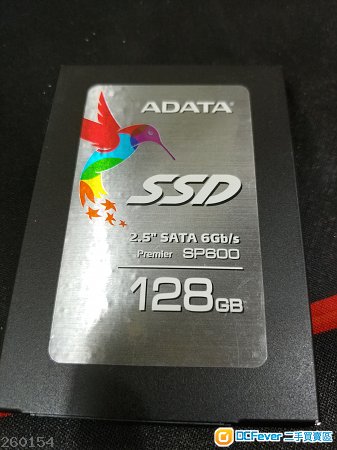 ADATA
SSD
2.5" SATA 6Gb/s
Premier SP600
128GB
260154
DCFever 二手買賣區